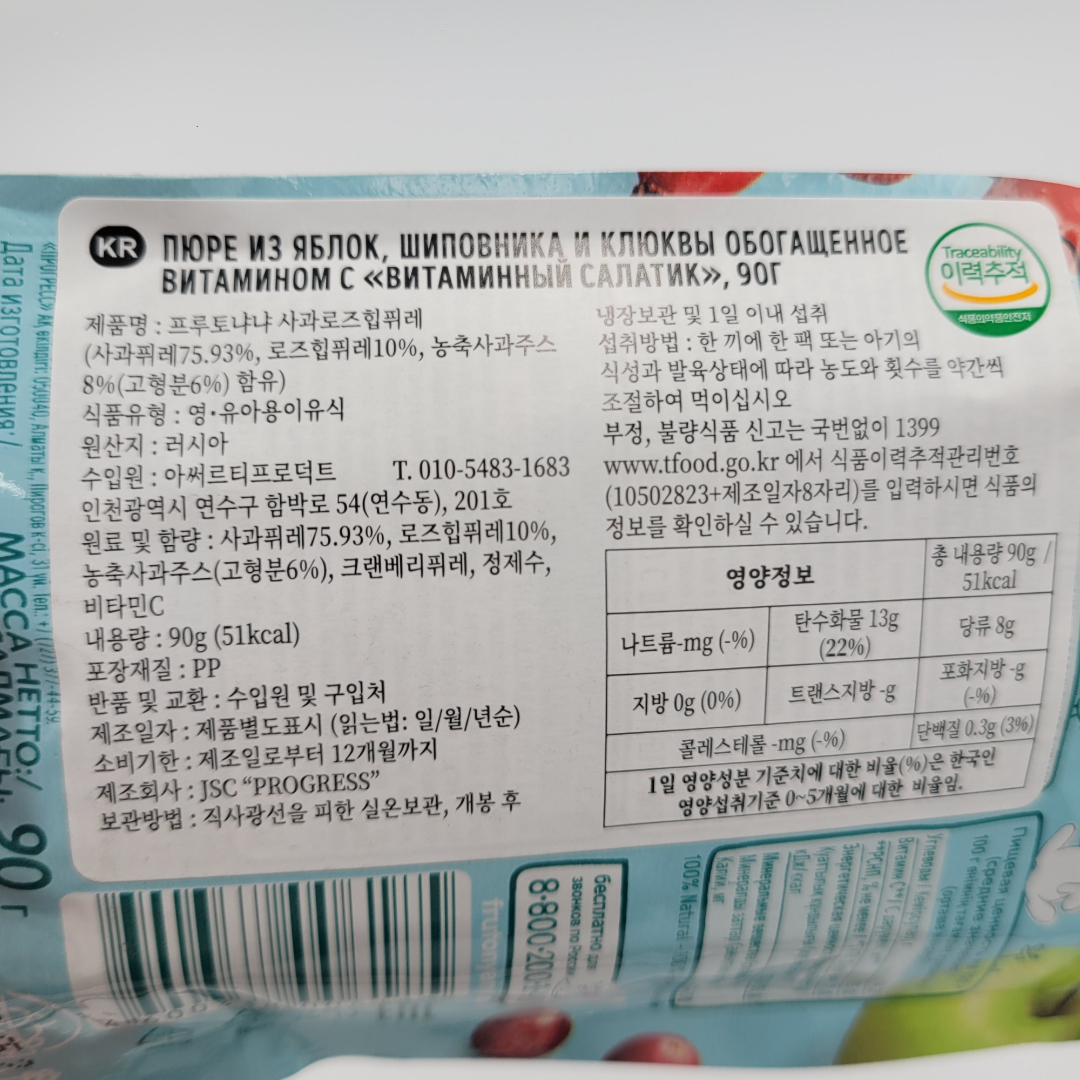 KR ПЮРЕ ИЗ ЯБЛОК, ШИПОВНИКА И КЛЮКВЫ ОБОГАЩЕННОЕ
ВИТАМИНОМ С «ВИТАМИННЫЙ САЛАТИК», 90Г
Traceability
이력추적
식품의약품안전처
제품명 : 프루토냐냐 사과로즈힙퓌레
(사과퓌레75.93%, 로즈힙퓌레10%, 농축사과주스
8%(고형분6%) 함유)
식품유형 : 영·유아용이유식
원산지 : 러시아
수입원 : 아써르티프로덕트 T. 010-5483-1683
인천광역시 연수구 함박로 54(연수동), 201호
원료 및 함량 : 사과퓌레75.93%, 로즈힙퓌레10%,
농축사과주스(고형분6%), 크랜베리퓌레, 정제수,
비타민C
내용량 : 90g (51kcal)
포장재질 : PP
반품 및 교환 : 수입원 및 구입처
제조일자 : 제품별도표시 (읽는법: 일/월/년순)
소비기한 : 제조일로부터 12개월까지
제조회사 : JSC “PROGRESS”
보관방법 : 직사광선을 피한 실온보관, 개봉 후
냉장보관 및 1일 이내 섭취
섭취방법 : 한 끼에 한 팩 또는 아기의
식성과 발육상태에 따라 농도와 횟수를 약간씩
조절하여 먹이십시오
부정, 불량식품 신고는 국번없이 1399
www.tfood.go.kr 에서 식품이력추적관리번호
(10502823+제조일자8자리)를 입력하시면 식품의
정보를 확인하실 수 있습니다.
영양정보 총 내용량 90g /
51kcal
나트륨-mg (-%) 탄수화물 13g
(22%) 당류 8g
지방 0g (0%) 트랜스지방 -g 포화지방 -g
(-%)
콜레스테롤 -mg (-%) 단백질 0.3g (3%)
1일 영양성분 기준치에 대한 비율(%)은 한국인
영양섭취기준 0~5개월에 대한 비율임.
Дата изготовления:/
МАССА НЕТТО:/
90 г
бесплатно для
звонков по России
8-800-200
100% Natural
Пищевая
100 г